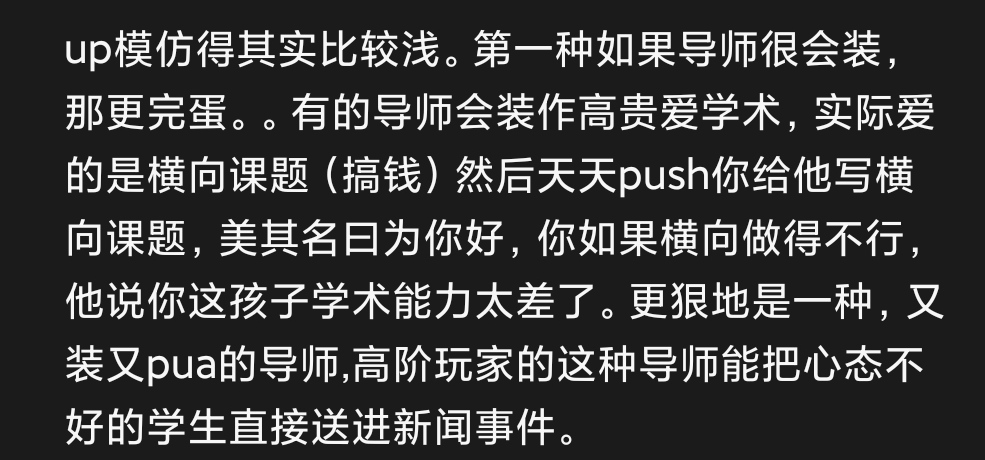 up模仿得其实比较浅。第一种如果导师很会装，
那更完蛋。。有的导师会装作高贵爱学术，实际爱
的是横向课题（搞钱）然后天天push你给他写横
向课题，美其名曰为你好，你如果横向做得不行，
他说你这孩子学术能力太差了。更狠地是一种，又
装又pua的导师,高阶玩家的这种导师能把心态不
好的学生直接送进新闻事件。